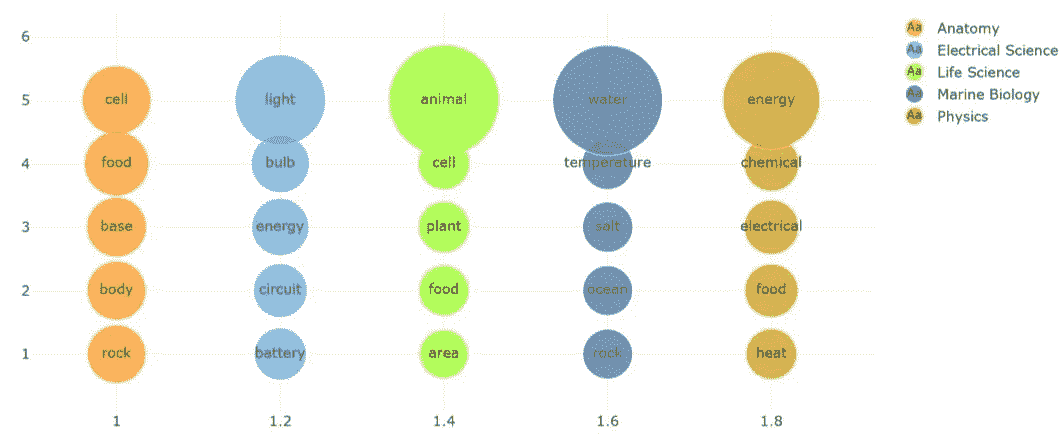 6
5 cell light animal water energy
4 food bulb cell temperature chemical
3 base energy plant salt electrical
2 body circuit food ocean food
1 rock battery area rock heat
1 1.2 1.4 1.6 1.8
Aa Anatomy
Aa Electrical Science
Aa Life Science
Aa Marine Biology
Aa Physics